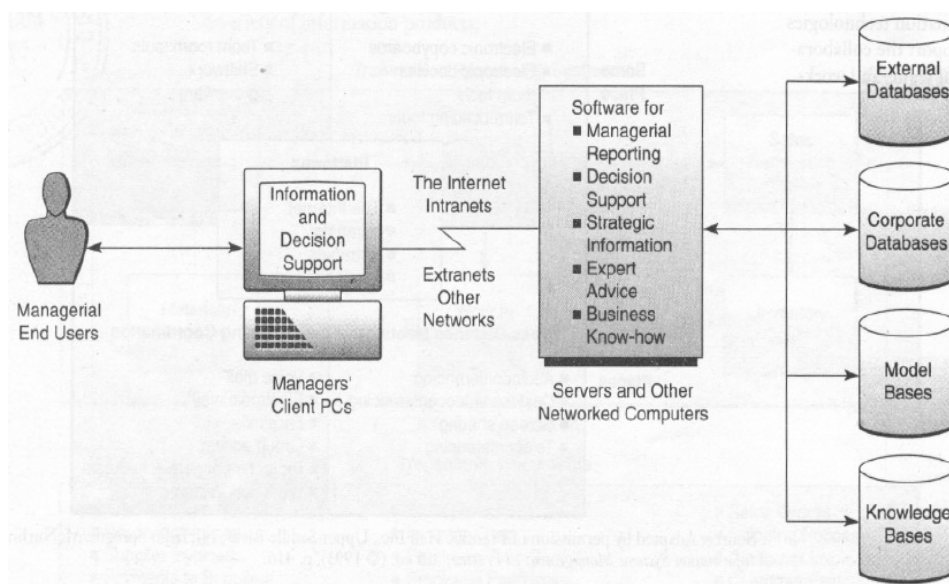 Managerial
End Users
Information
and
Decision
Support
Managers'
Client PCs
The Internet
Intranets
Extranets
Other
Networks
Software for
■ Managerial
Reporting
■ Decision
Support
■ Strategic
Information
■ Expert
Advice
■ Business
Know-how
Servers and Other
Networked Computers
External
Databases
Corporate
Databases
Model
Bases
Knowledge
Bases